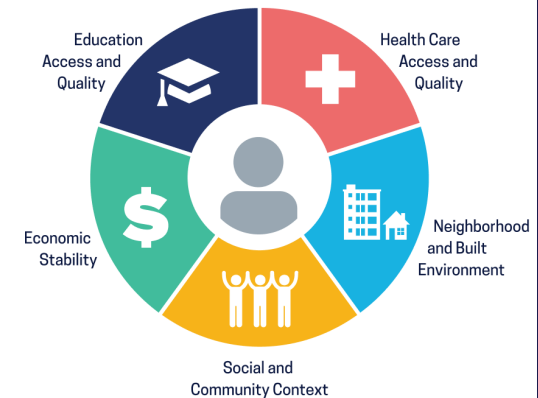 Education
Access and
Quality
Health Care
Access and
Quality
Neighborhood
and Built
Environment
Social and
Community Context
Economic
Stability
$